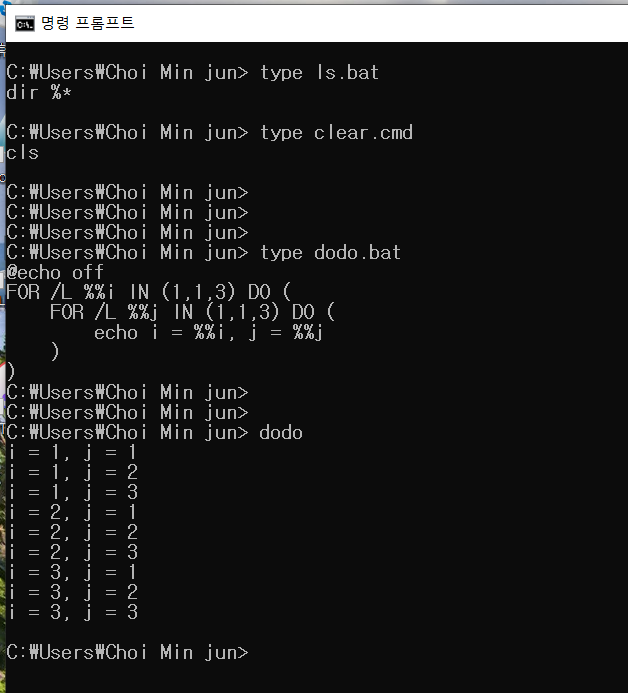 명령 프롬프트
C:₩Users₩Choi Min jun> type ls.bat
dir %*
C:₩Users₩Choi Min jun> type clear.cmd
cls
C:₩Users₩Choi Min jun>
C:₩Users₩Choi Min jun>
C:₩Users₩Choi Min jun>
C:₩Users₩Choi Min jun> type dodo.bat
@echo off
FOR /L %%i IN (1,1,3) DO (
    FOR /L %%j IN (1,1,3) DO (
        echo i = %%i, j = %%j
    )
)
C:₩Users₩Choi Min jun>
C:₩Users₩Choi Min jun>
C:₩Users₩Choi Min jun> dodo
i = 1, j = 1
i = 1, j = 2
i = 1, j = 3
i = 2, j = 1
i = 2, j = 2
i = 2, j = 3
i = 3, j = 1
i = 3, j = 2
i = 3, j = 3
C:₩Users₩Choi Min jun>